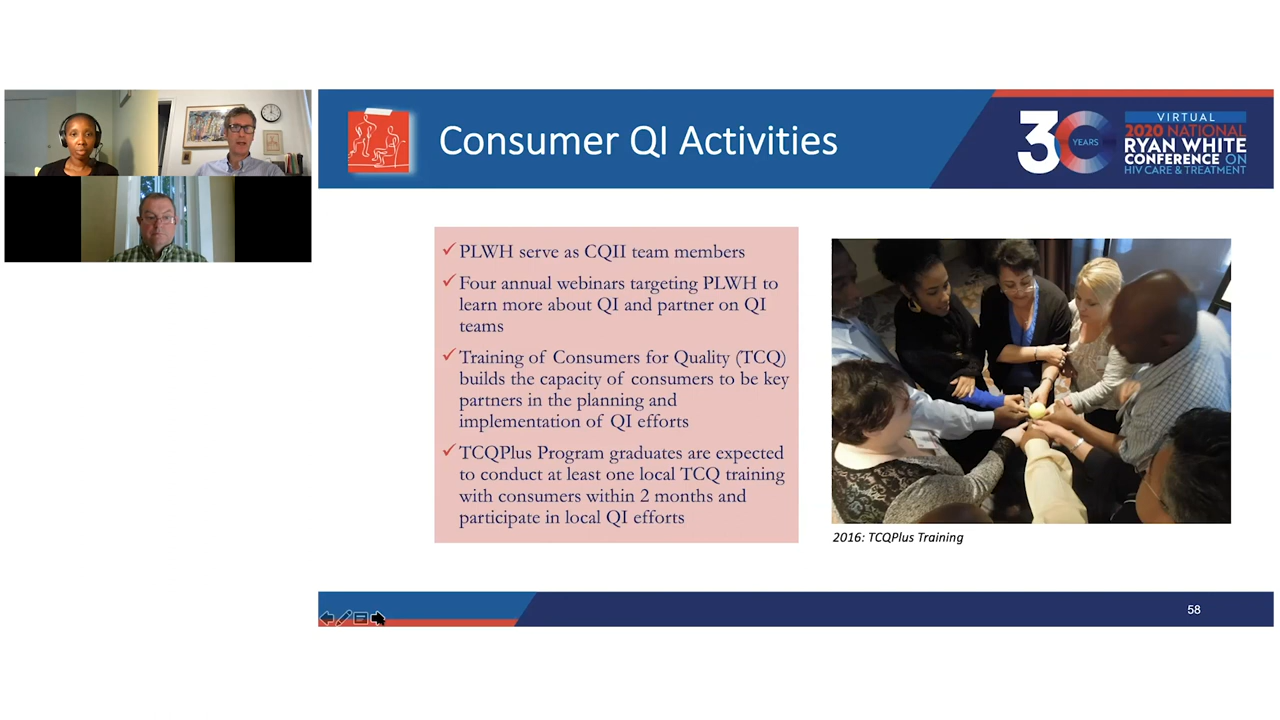 Consumer QI Activities
30 YEARS
VIRTUAL
2020 NATIONAL
RYAN WHITE
CONFERENCE ON
HIV CARE & TREATMENT
✓ PLWH serve as CQII team members
✓ Four annual webinars targeting PLWH to
learn more about QI and partner on QI
teams
✓ Training of Consumers for Quality (TCQ)
builds the capacity of consumers to be key
partners in the planning and
implementation of QI efforts
✓ TCQPlus Program graduates are expected
to conduct at least one local TCQ training
with consumers within 2 months and
participate in local QI efforts
2016: TCQPlus Training
58